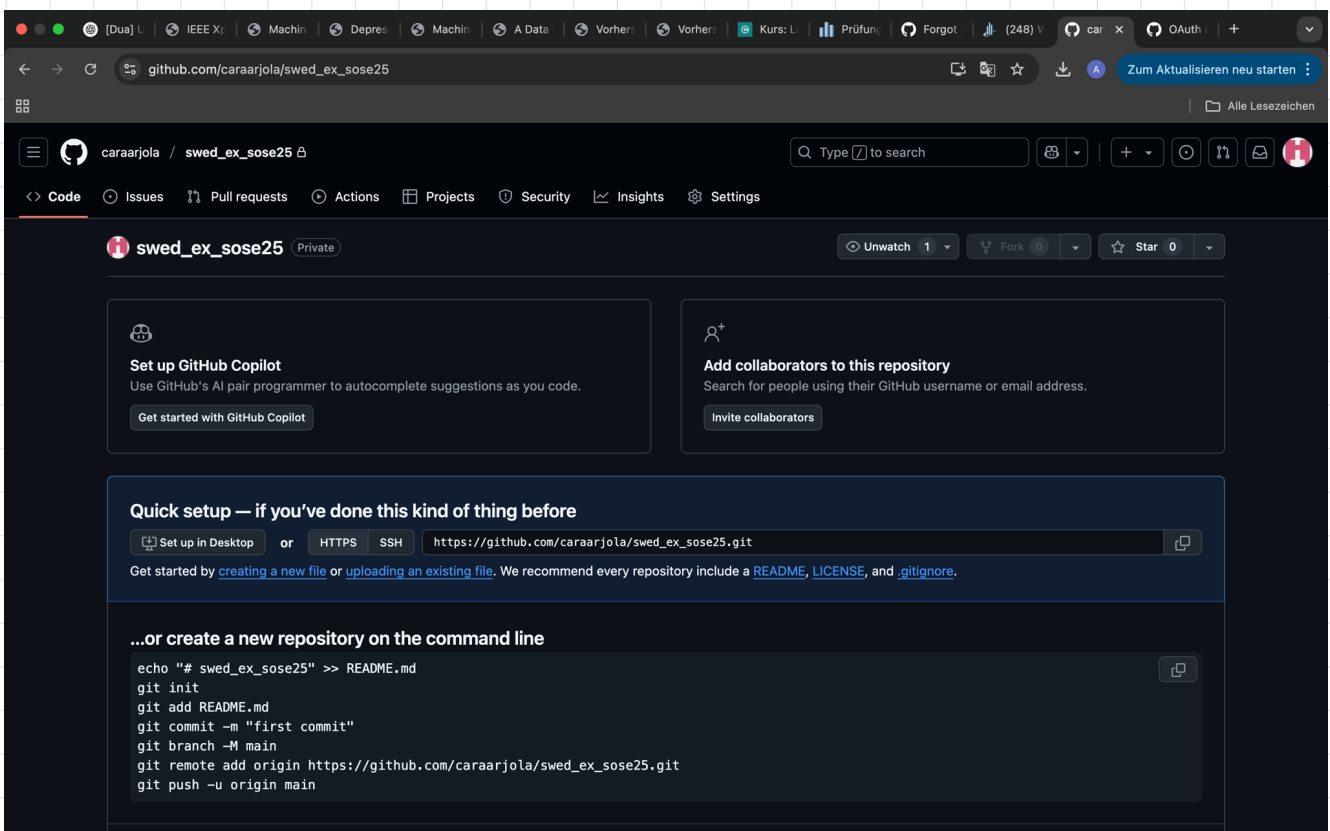 [Dua] U IEEE Xp Machin Depres Machin A Data Vorhers Vorhers Kurs: Li Prüfung Forgot (248) V car OAuth a
github.com/caraarjola/swed_ex_sose25 A Zum Aktualisieren neu starten
Alle Lesezeichen
caraarjola / swed_ex_sose25 Type / to search
Code Issues Pull requests Actions Projects Security Insights Settings
swed_ex_sose25 Private Unwatch 1 Fork 0 Star 0
Set up GitHub Copilot
Use GitHub's AI pair programmer to autocomplete suggestions as you code.
Get started with GitHub Copilot
Add collaborators to this repository
Search for people using their GitHub username or email address.
Invite collaborators
Quick setup — if you've done this kind of thing before
Set up in Desktop or HTTPS SSH https://github.com/caraarjola/swed_ex_sose25.git
Get started by creating a new file or uploading an existing file. We recommend every repository include a README, LICENSE, and .gitignore.
...or create a new repository on the command line
echo "# swed_ex_sose25" >> README.md
git init
git add README.md
git commit -m "first commit"
git branch -M main
git remote add origin https://github.com/caraarjola/swed_ex_sose25.git
git push -u origin main